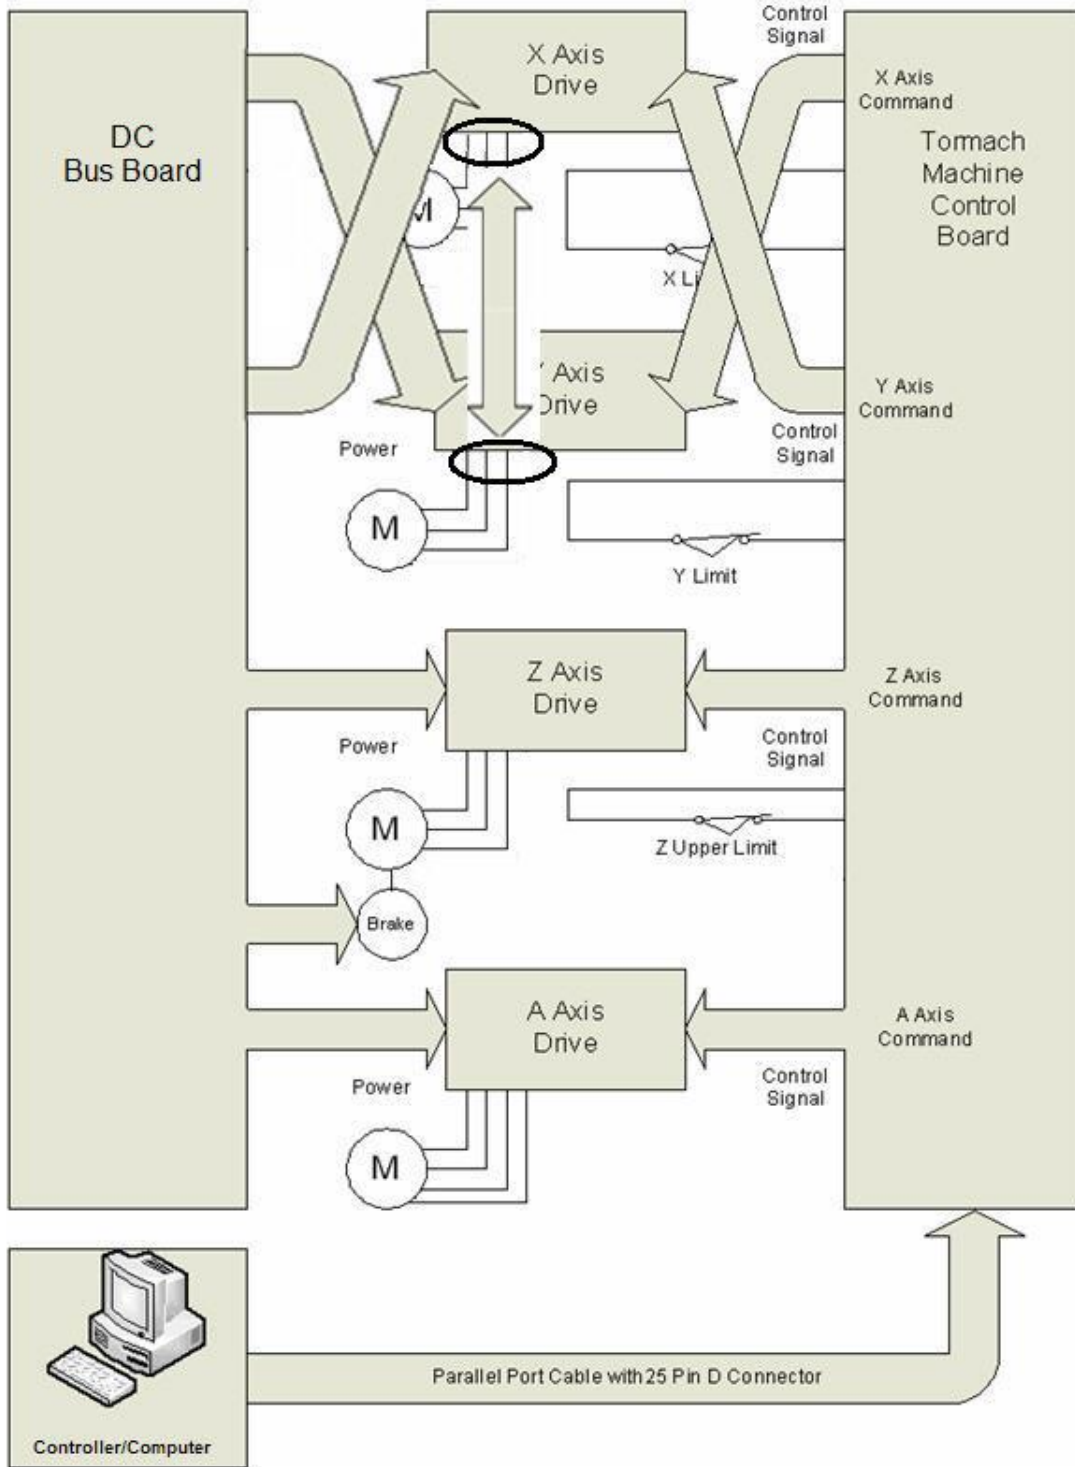 Control
Signal
X Axis
Drive
X Axis
Command
DC
Bus Board
Tormach
Machine
Control
Board
M
X Li
Axis
Drive
Y Axis
Command
Power
Control
Signal
M
Y Limit
Z Axis
Drive
Z Axis
Command
Power
Control
Signal
M
Z Upper Limit
Brake
A Axis
Drive
A Axis
Command
Power
Control
Signal
M
Parallel Port Cable with 25 Pin D Connector
Controller/Computer